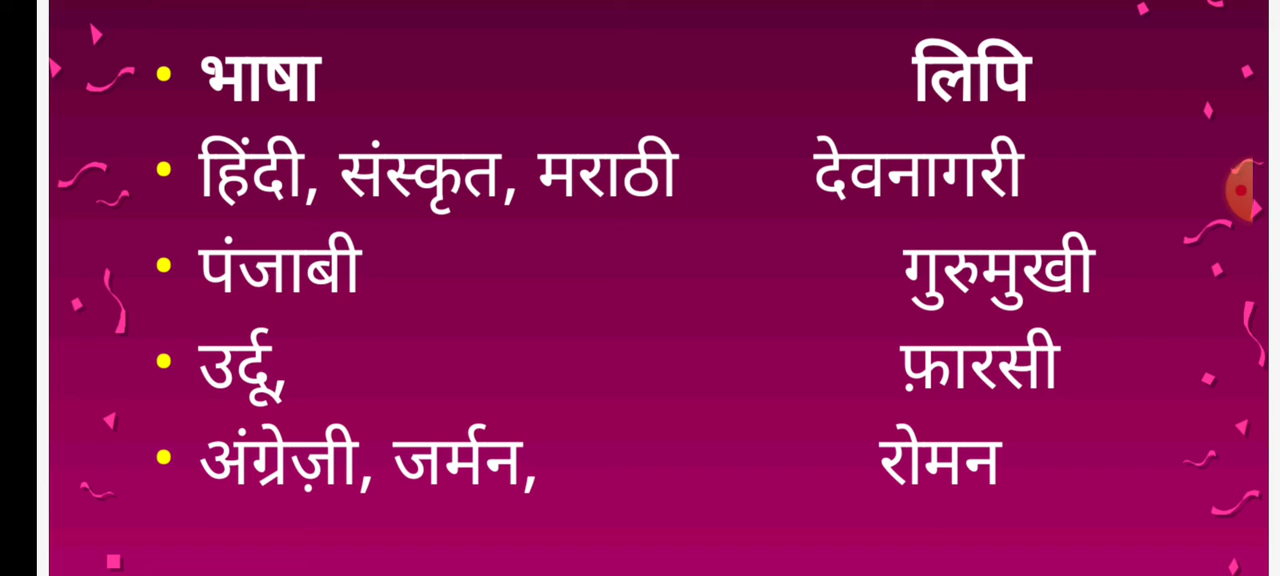 • भाषा लिपि
• हिंदी, संस्कृत, मराठी देवनागरी
• पंजाबी गुरुमुखी
• उर्दू, फ़ारसी
• अंग्रेज़ी, जर्मन, रोमन